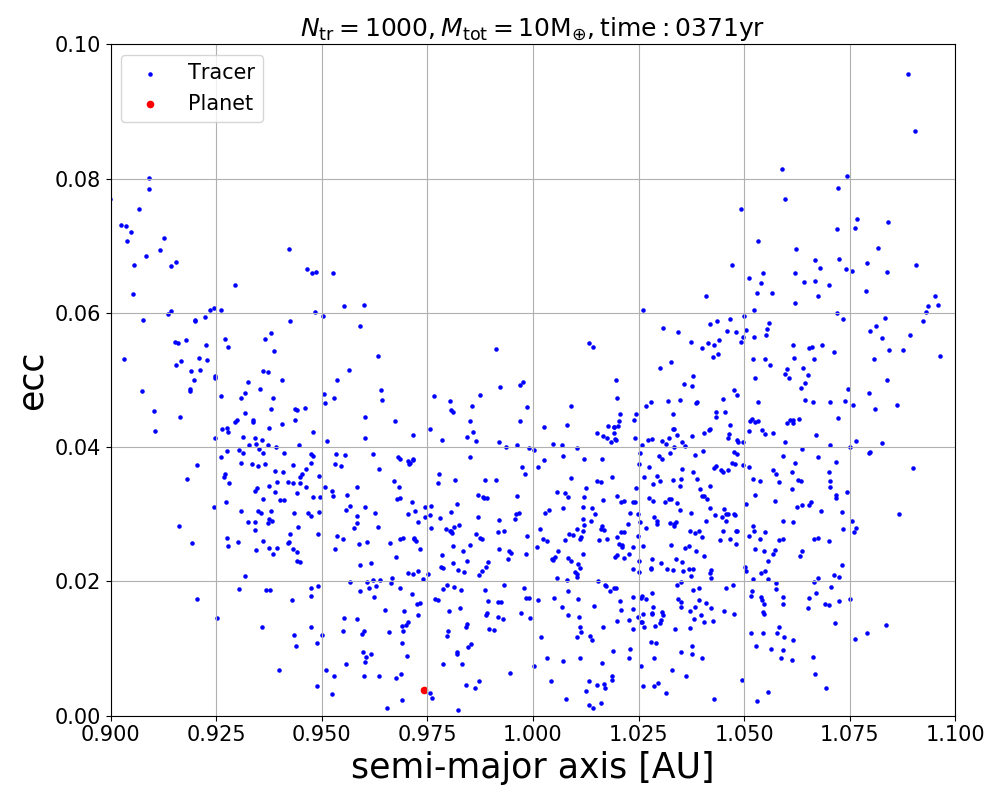 N_tr = 1000, M_tot = 10M_⊕, time : 0371yr
Tracer
Planet
0.10
0.08
0.06
0.04
0.02
0.00
ecc
0.900 0.925 0.950 0.975 1.000 1.025 1.050 1.075 1.100
semi-major axis [AU]